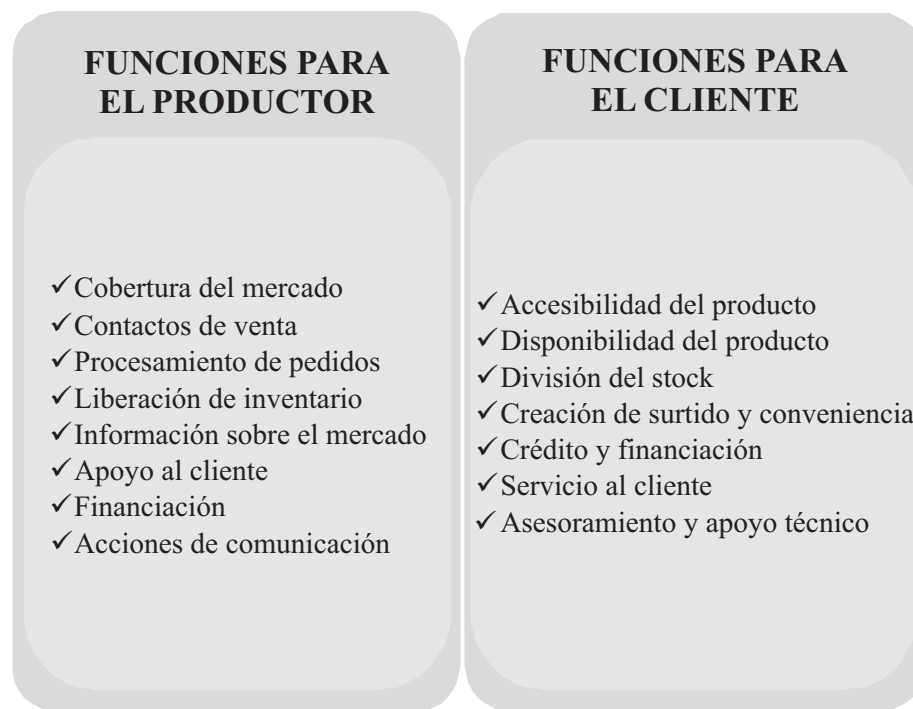 FUNCIONES PARA
EL PRODUCTOR
✓Cobertura del mercado
✓Contactos de venta
✓Procesamiento de pedidos
✓Liberación de inventario
✓Información sobre el mercado
✓Apoyo al cliente
✓Financiación
✓Acciones de comunicación
FUNCIONES PARA
EL CLIENTE
✓Accesibilidad del producto
✓Disponibilidad del producto
✓División del stock
✓Creación de surtido y conveniencia
✓Crédito y financiación
✓Servicio al cliente
✓Asesoramiento y apoyo técnico